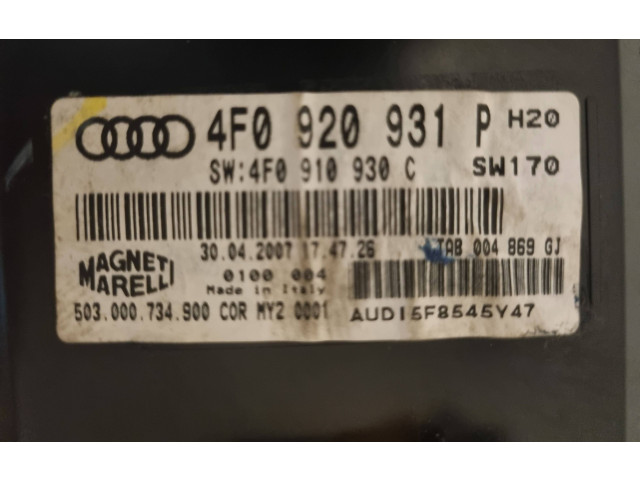 4F0 920 931 P H20
SW:4F0 910 930 C SW170
30.04.2007 17.47.26 TAB 004 869 GJ
MAGNETI MARELLI
0100 004
Made in Italy
503.000.734.900 COR MY2 0001 AUDI5F8545Y47